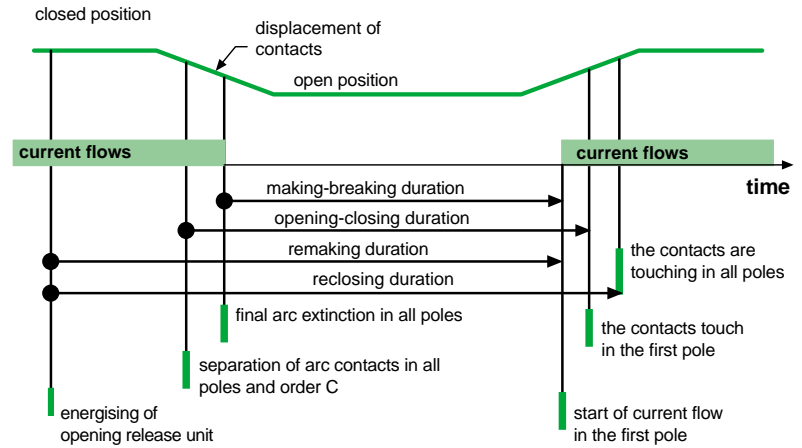 closed position
displacement of
contacts
open position
current flows
current flows
time
making-breaking duration
opening-closing duration
remaking duration
reclosing duration
the contacts are
touching in all poles
final arc extinction in all poles
the contacts touch
in the first pole
separation of arc contacts in all
poles and order C
energising of
opening release unit
start of current flow
in the first pole